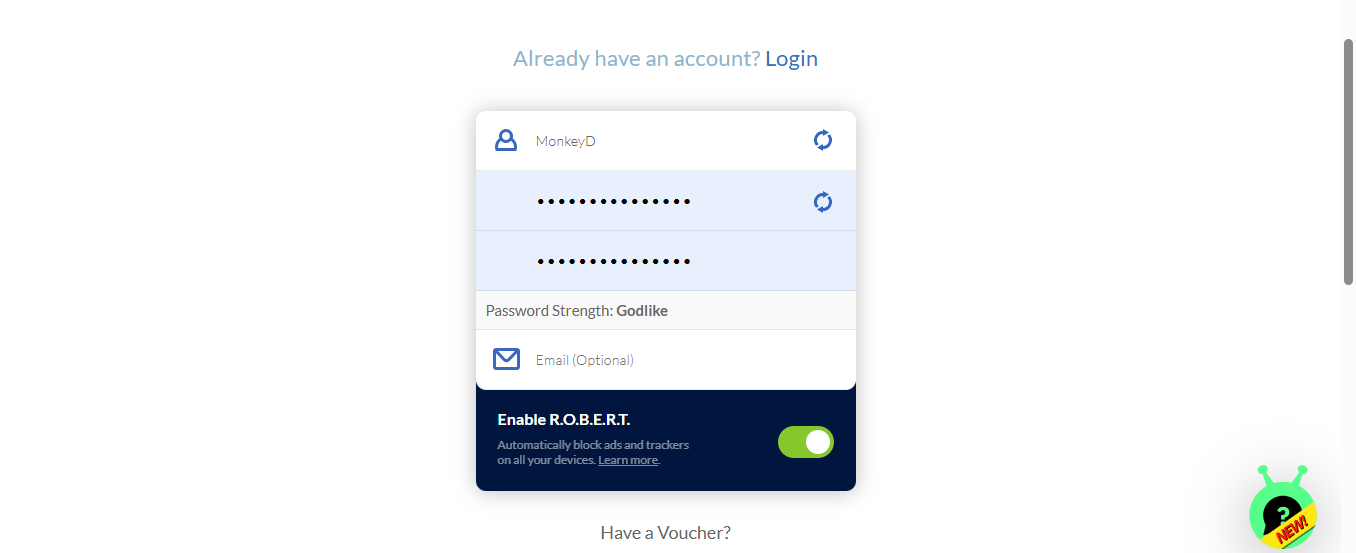 Already have an account? Login
MonkeyD
•••••••••••••••
•••••••••••••••
Password Strength: Godlike
Email (Optional)
Enable R.O.B.E.R.T.
Automatically block ads and trackers
on all your devices. Learn more.
Have a Voucher?
?
NEW!